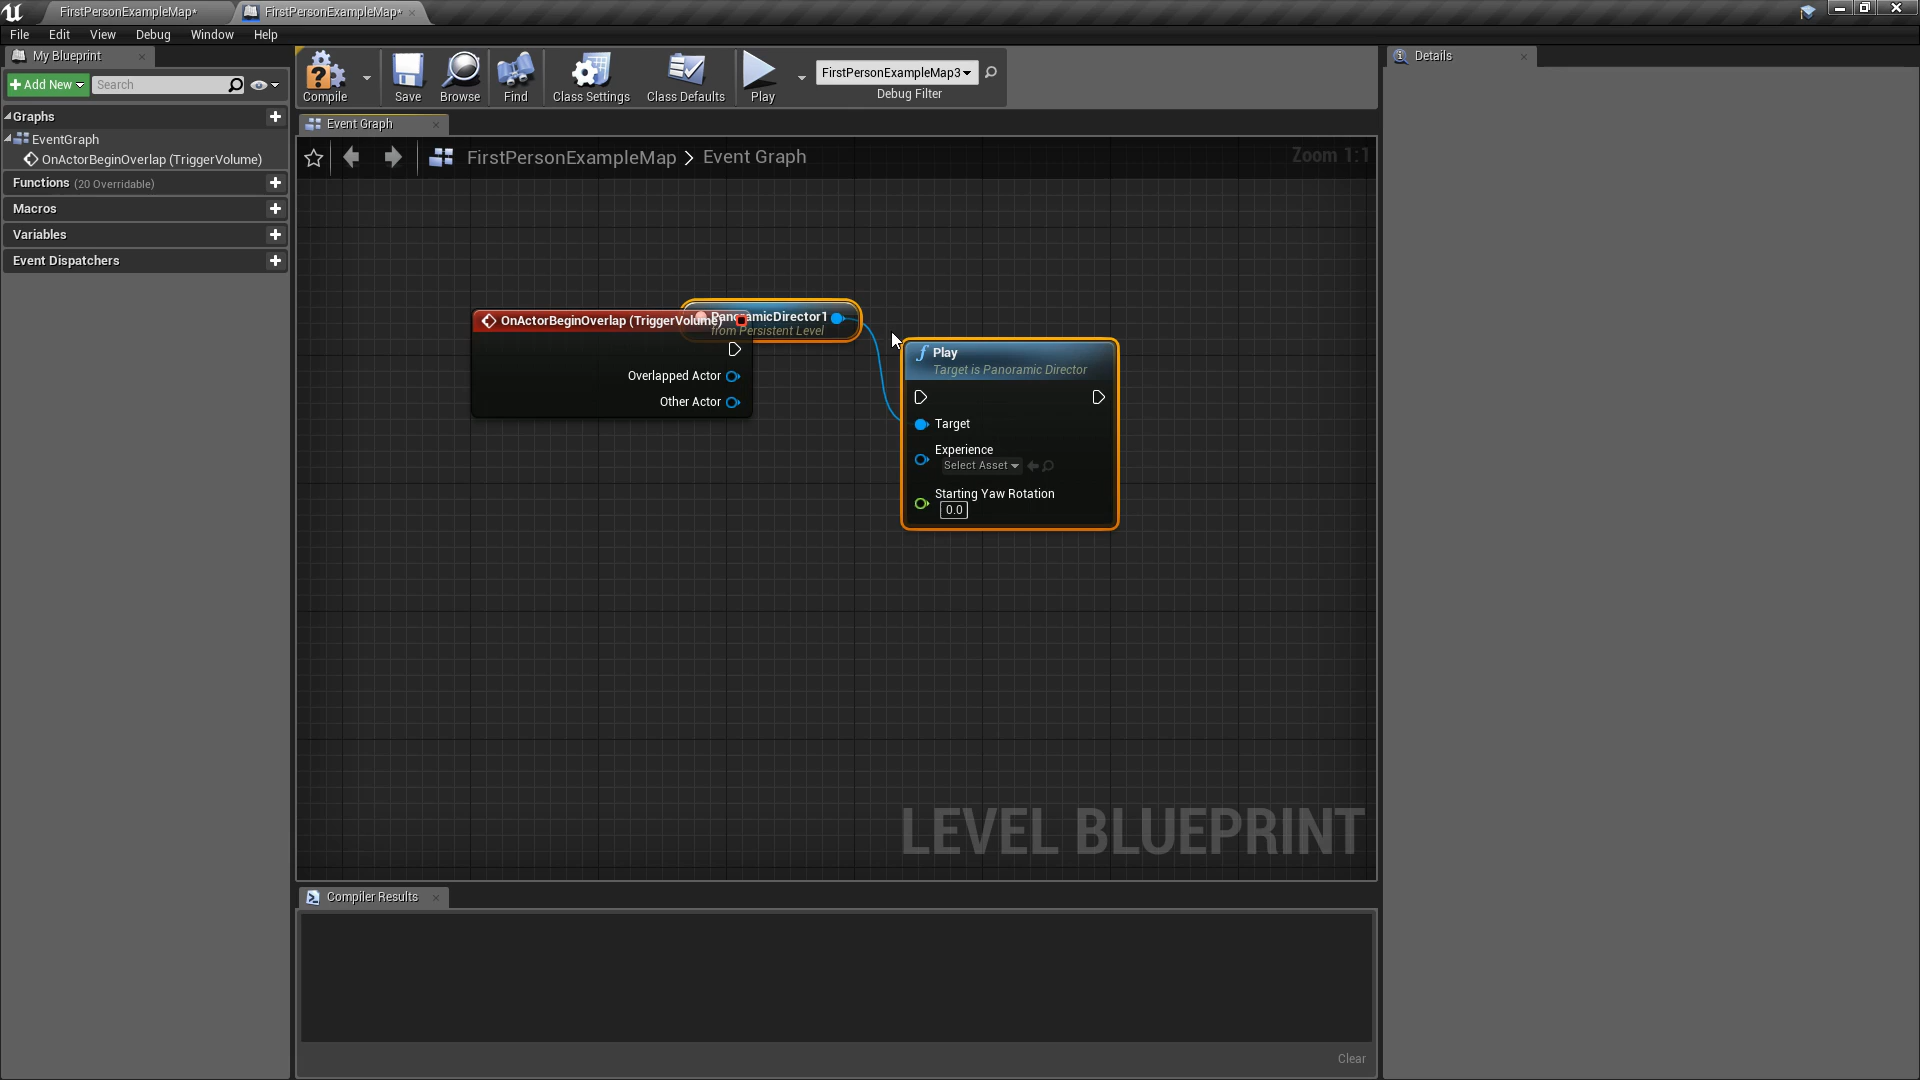 FirstPersonExampleMap*
FirstPersonExampleMap*
File
Edit
View
Debug
Window
Help
My Blueprint
Add New
Search
Graphs
EventGraph
OnActorBeginOverlap (TriggerVolume)
Functions (20 Overridable)
Macros
Variables
Event Dispatchers
Compile
Save
Browse
Find
Class Settings
Class Defaults
Play
FirstPersonExampleMap3
Debug Filter
Event Graph
FirstPersonExampleMap > Event Graph
Zoom 1:1
OnActorBeginOverlap (TriggerVolume)
Overlapped Actor
Other Actor
PanoramicDirector1
from Persistent Level
Play
Target is Panoramic Director
Target
Experience
Select Asset
Starting Yaw Rotation
0.0
LEVEL BLUEPRINT
Compiler Results
Clear
Details